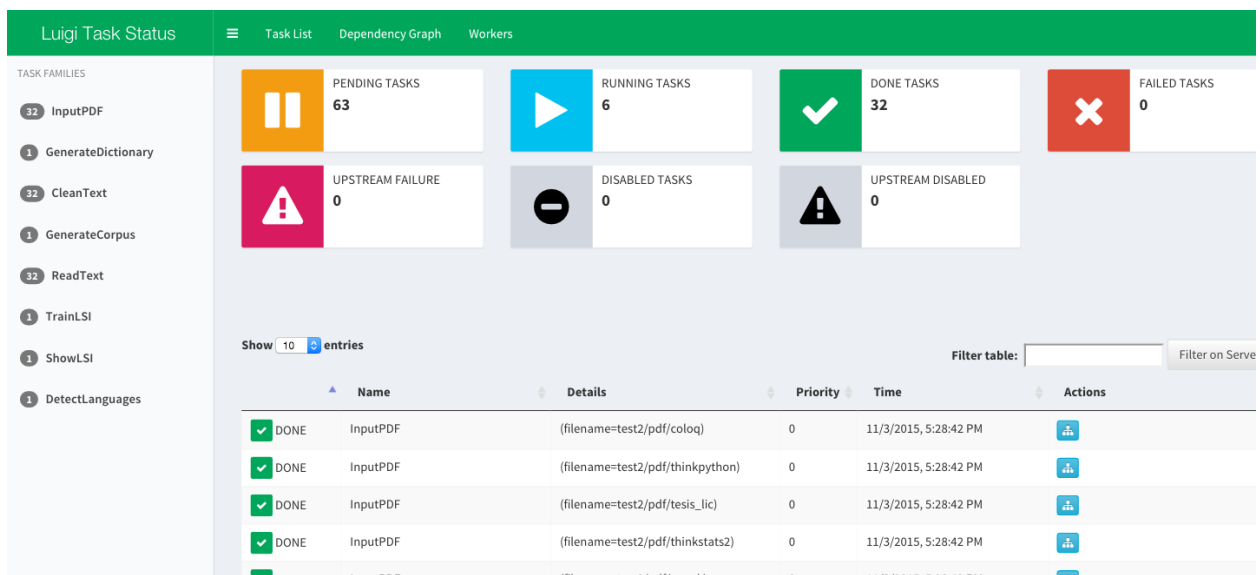 Luigi Task Status Task List Dependency Graph Workers
TASK FAMILIES
32 InputPDF
1 GenerateDictionary
32 CleanText
1 GenerateCorpus
32 ReadText
1 TrainLSI
1 ShowLSI
1 DetectLanguages
PENDING TASKS
63
RUNNING TASKS
6
DONE TASKS
32
FAILED TASKS
0
UPSTREAM FAILURE
0
DISABLED TASKS
0
UPSTREAM DISABLED
0
Show 10 entries
Filter table: Filter on Serve
Name Details Priority Time Actions
DONE InputPDF (filename=test2/pdf/coloq) 0 11/3/2015, 5:28:42 PM
DONE InputPDF (filename=test2/pdf/thinkpython) 0 11/3/2015, 5:28:42 PM
DONE InputPDF (filename=test2/pdf/tesis_lic) 0 11/3/2015, 5:28:42 PM
DONE InputPDF (filename=test2/pdf/thinkstats2) 0 11/3/2015, 5:28:42 PM